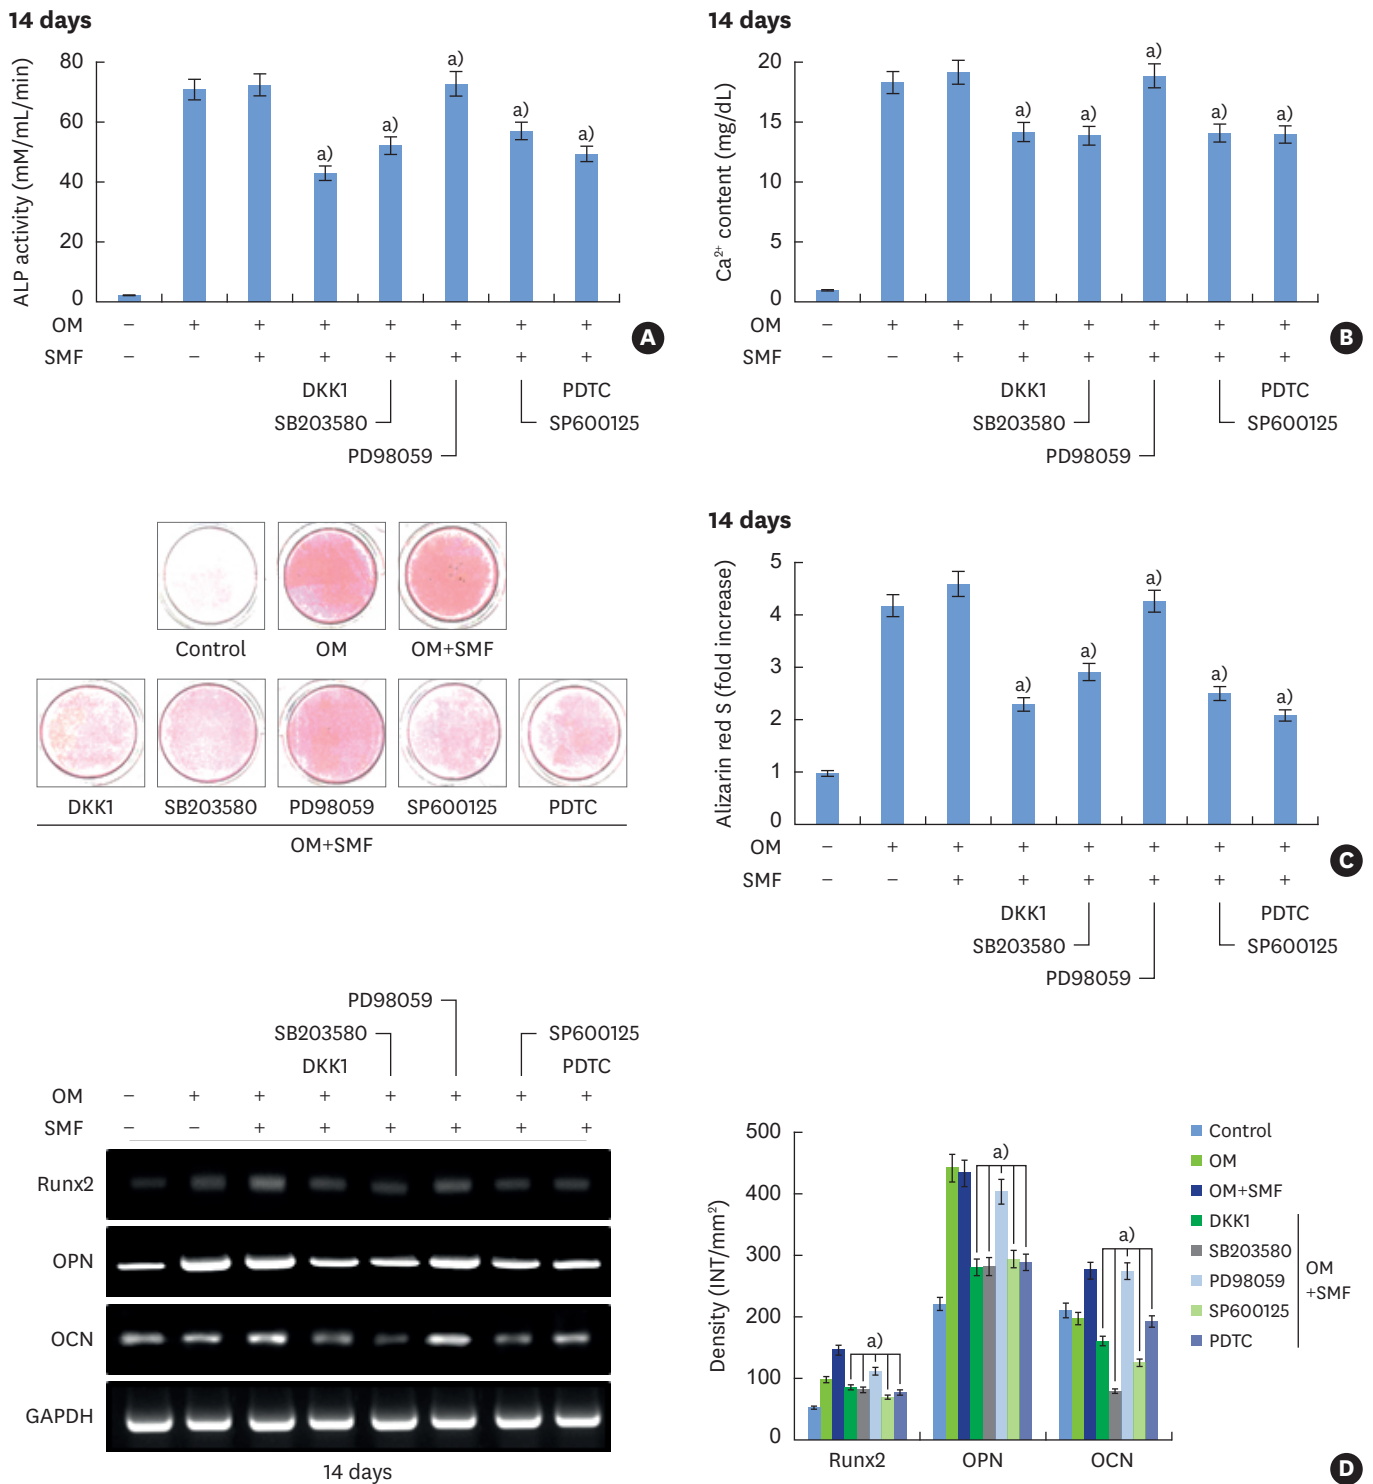 14 days
ALP activity (mM/mL/min)
80
60
40
20
0
a) a) a) a) a)
OM – + + + + + + +
SMF – – + + + + + +
DKK1 PDTC
SB203580 SP600125
PD98059
A
14 days
Ca²⁺ content (mg/dL)
20
15
10
5
0
a) a) a) a) a)
OM – + + + + + + +
SMF – – + + + + + +
DKK1 PDTC
SB203580 SP600125
PD98059
B
Control OM OM+SMF
DKK1 SB203580 PD98059 SP600125 PDTC
OM+SMF
14 days
Alizarin red S (fold increase)
5
4
3
2
1
0
a) a) a) a) a)
OM – + + + + + + +
SMF – – + + + + + +
DKK1 PDTC
SB203580 SP600125
PD98059
C
PD98059
SB203580 SP600125
DKK1 PDTC
OM – + + + + + + +
SMF – – + + + + + +
Runx2
OPN
OCN
GAPDH
14 days
Density (INT/mm²)
500
400
300
200
100
0
a) a) a)
Runx2 OPN OCN
Control
OM
OM+SMF
DKK1
SB203580
PD98059
SP600125
PDTC
OM
+SMF
D